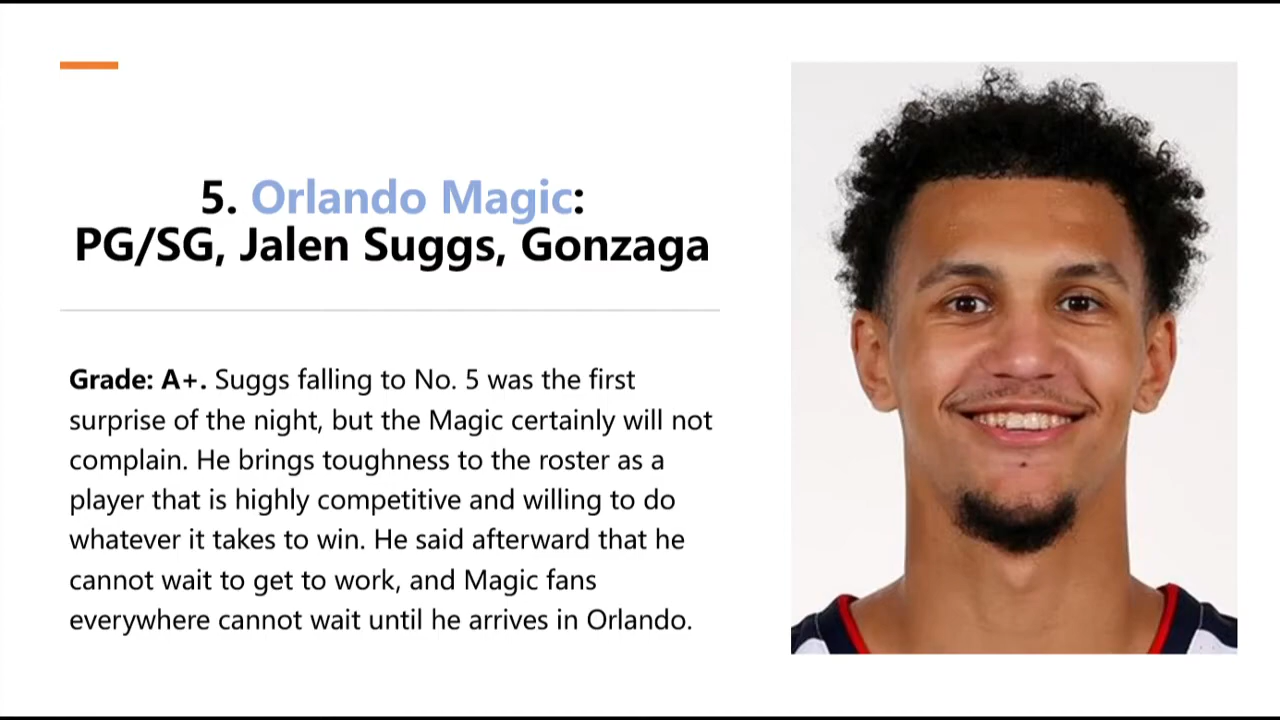 5. Orlando Magic:
PG/SG, Jalen Suggs, Gonzaga
Grade: A+. Suggs falling to No. 5 was the first
surprise of the night, but the Magic certainly will not
complain. He brings toughness to the roster as a
player that is highly competitive and willing to do
whatever it takes to win. He said afterward that he
cannot wait to get to work, and Magic fans
everywhere cannot wait until he arrives in Orlando.